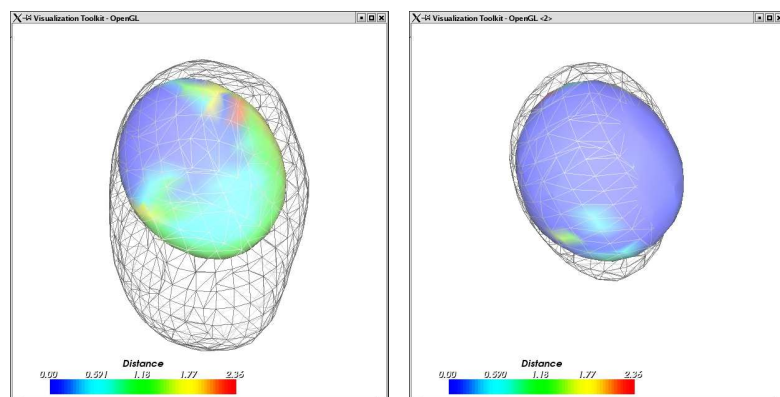 Visualization Toolkit - OpenGL
Distance
0.00 0.591 1.18 1.77 2.36
Visualization Toolkit - OpenGL <2>
Distance
0.00 0.590 1.18 1.77 2.36